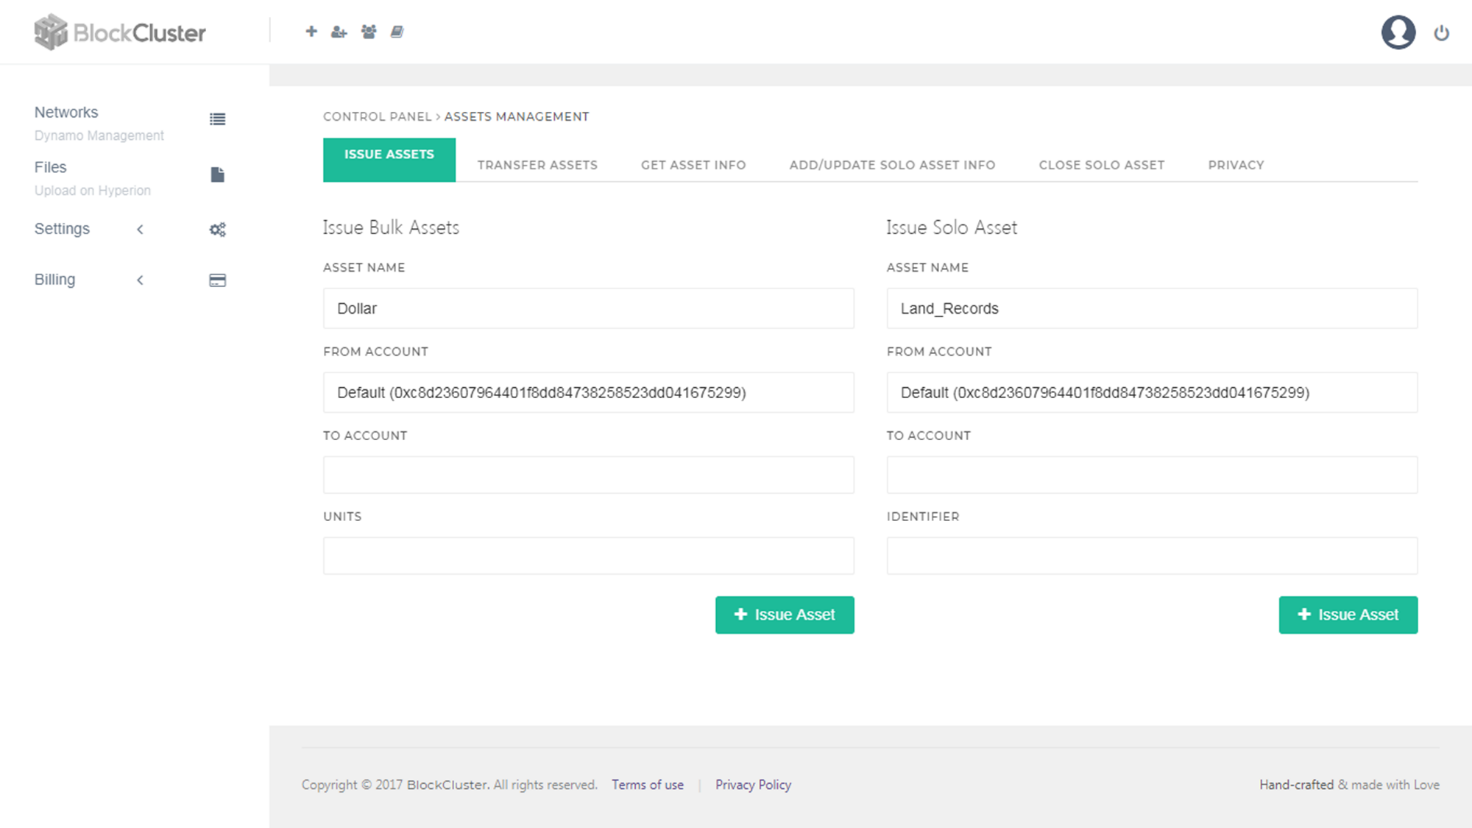 BlockCluster
Networks
Dynamo Management
Files
Upload on Hyperion
Settings
Billing
CONTROL PANEL > ASSETS MANAGEMENT
ISSUE ASSETS TRANSFER ASSETS GET ASSET INFO ADD/UPDATE SOLO ASSET INFO CLOSE SOLO ASSET PRIVACY
Issue Bulk Assets
ASSET NAME
Dollar
FROM ACCOUNT
Default (0xc8d23607964401f8dd84738258523dd041675299)
TO ACCOUNT
UNITS
+ Issue Asset
Issue Solo Asset
ASSET NAME
Land_Records
FROM ACCOUNT
Default (0xc8d23607964401f8dd84738258523dd041675299)
TO ACCOUNT
IDENTIFIER
+ Issue Asset
Copyright © 2017 BlockCluster. All rights reserved. Terms of use | Privacy Policy
Hand-crafted & made with Love